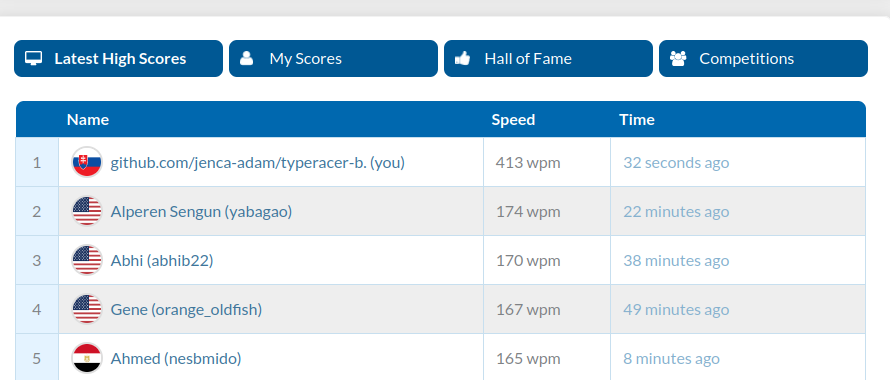 Latest High Scores My Scores Hall of Fame Competitions
Name Speed Time
1 github.com/jenca-adam/typeracer-b. (you) 413 wpm 32 seconds ago
2 Alperen Sengun (yabagao) 174 wpm 22 minutes ago
3 Abhi (abhib22) 170 wpm 38 minutes ago
4 Gene (orange_oldfish) 167 wpm 49 minutes ago
5 Ahmed (nesbmido) 165 wpm 8 minutes ago